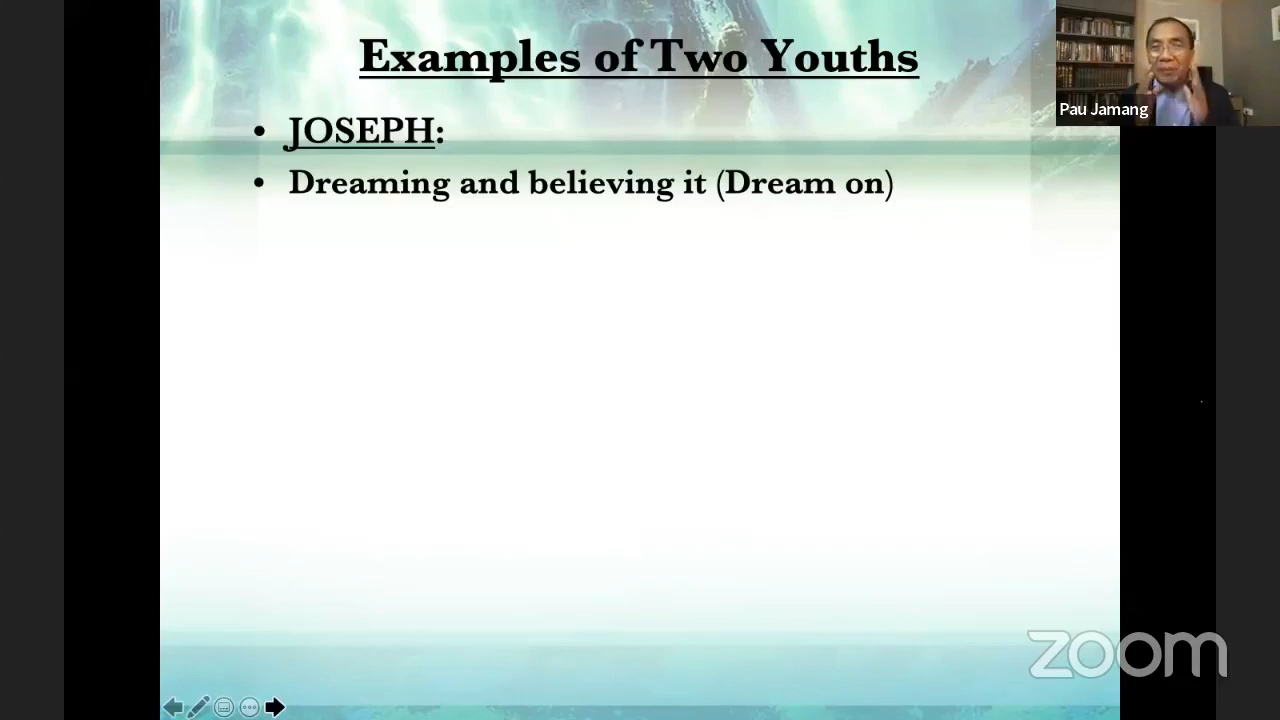 Examples of Two Youths
• JOSEPH:
• Dreaming and believing it (Dream on)
Pau Jamang
zoom